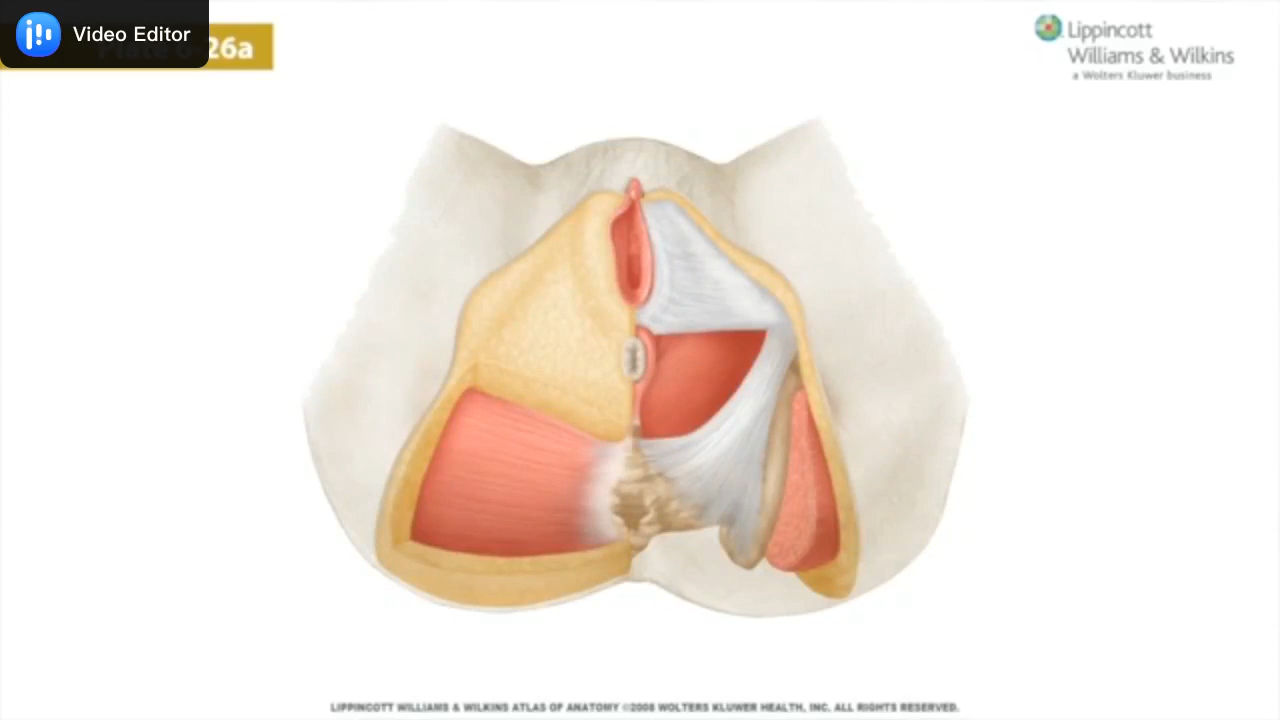 Video Editor
26a
Lippincott
Williams & Wilkins
a Wolters Kluwer business
LIPPINCOTT WILLIAMS & WILKINS ATLAS OF ANATOMY ©2008 WOLTERS KLUWER HEALTH, INC. ALL RIGHTS RESERVED.